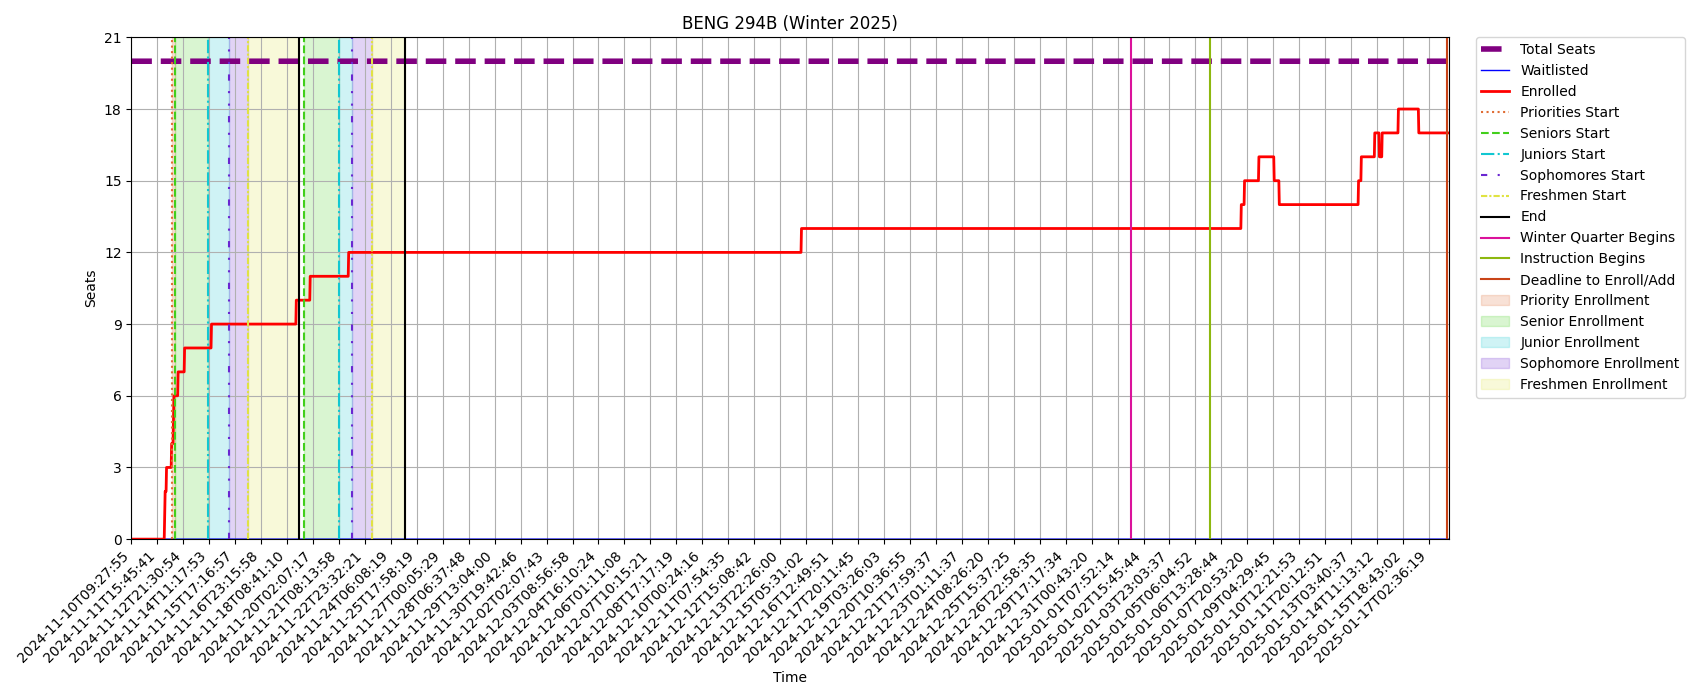 BENG 294B (Winter 2025)
Seats
21
18
15
12
9
6
3
0
2024-11-10T09:27:55
2024-11-11T15:45:41
2024-11-12T21:30:54
2024-11-14T11:17:53
2024-11-15T17:16:57
2024-11-16T23:15:58
2024-11-18T08:41:10
2024-11-20T02:07:17
2024-11-21T08:13:58
2024-11-22T23:32:21
2024-11-24T06:08:19
2024-11-25T17:58:19
2024-11-27T00:05:29
2024-11-28T06:37:48
2024-11-29T13:04:00
2024-11-30T19:42:46
2024-12-02T02:07:43
2024-12-03T08:56:58
2024-12-04T16:10:24
2024-12-06T01:11:08
2024-12-07T10:15:21
2024-12-08T17:17:19
2024-12-10T00:24:16
2024-12-11T07:54:35
2024-12-12T15:08:42
2024-12-13T22:26:00
2024-12-15T05:31:02
2024-12-16T12:49:51
2024-12-17T20:11:45
2024-12-19T03:26:03
2024-12-20T10:36:55
2024-12-21T17:59:37
2024-12-23T01:11:37
2024-12-24T08:26:20
2024-12-25T15:37:25
2024-12-26T22:58:35
2024-12-29T17:17:34
2024-12-31T00:43:20
2025-01-01T07:52:14
2025-01-02T15:45:44
2025-01-03T23:03:37
2025-01-05T06:04:52
2025-01-06T13:28:44
2025-01-07T20:53:20
2025-01-09T04:29:45
2025-01-10T12:21:53
2025-01-11T20:12:51
2025-01-13T03:40:37
2025-01-14T11:13:12
2025-01-15T18:43:02
2025-01-17T02:36:19
Time
Total Seats
Waitlisted
Enrolled
Priorities Start
Seniors Start
Juniors Start
Sophomores Start
Freshmen Start
End
Winter Quarter Begins
Instruction Begins
Deadline to Enroll/Add
Priority Enrollment
Senior Enrollment
Junior Enrollment
Sophomore Enrollment
Freshmen Enrollment